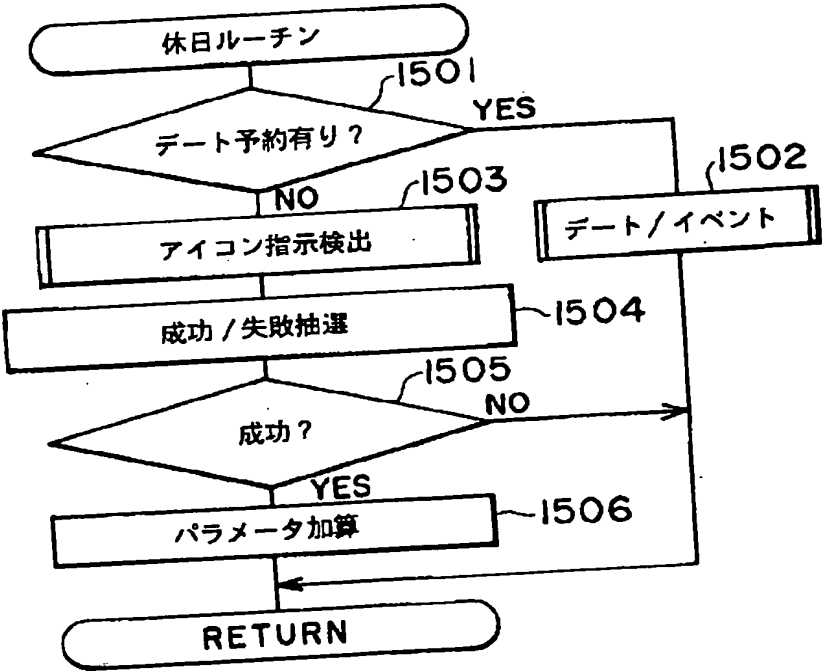 休日ルーチン
1501
デート予約有り?
YES
NO
1502
デート/イベント
1503
アイコン指示検出
成功/失敗抽選
1504
1505
成功?
NO
YES
パラメータ加算
1506
RETURN